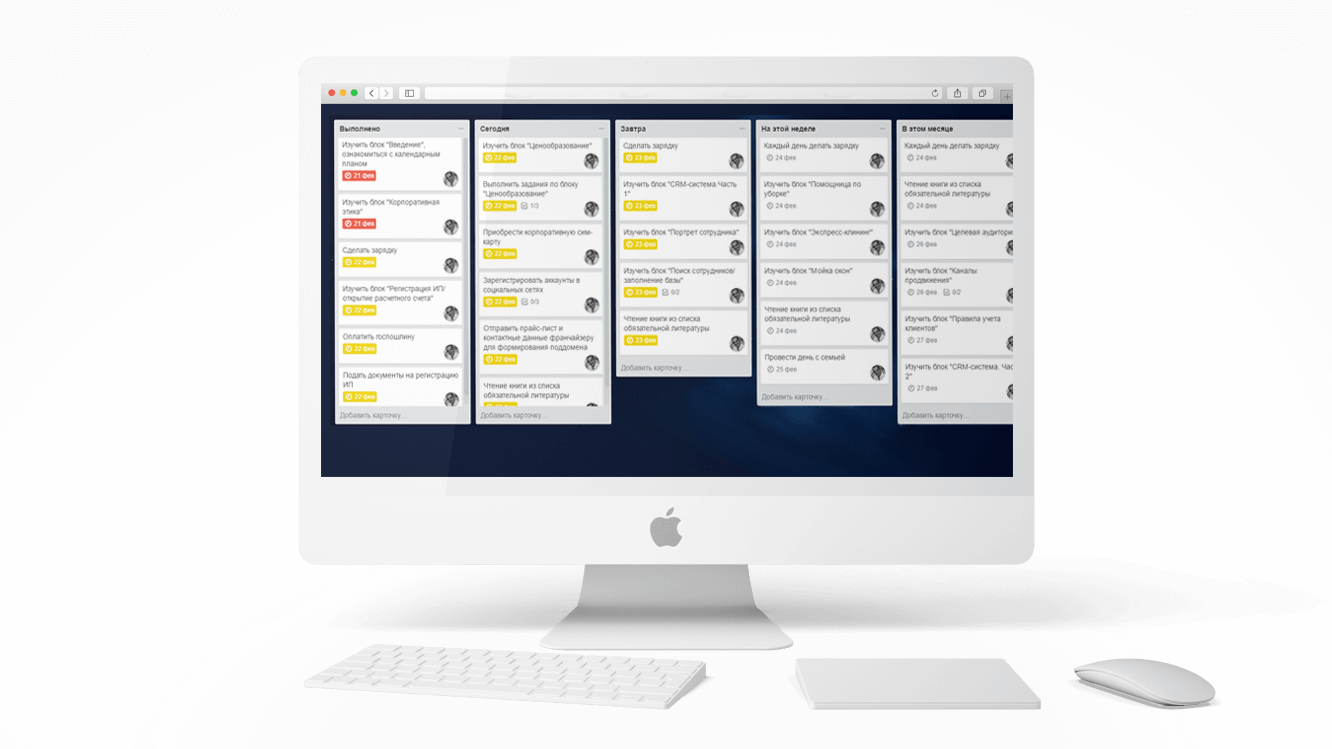 Выполнено
Изучить блок "Введение",
ознакомиться с календарным
планом
21 фев
Изучить блок "Корпоративная
этика"
21 фев
Сделать зарядку
22 фев
Изучить блок "Регистрация ИП/
открытие расчетного счета"
22 фев
Оплатить госпошлину
22 фев
Подать документы на регистрацию
ИП
22 фев
Добавить карточку...
Сегодня
Изучить блок "Ценообразование"
22 фев
Выполнить задания по блоку
"Ценообразование"
22 фев 1/3
Приобрести корпоративную сим-
карту
22 фев
Зарегистрировать аккаунты в
социальных сетях
22 фев 0/3
Отправить прайс-лист и
контактные данные франчайзеру
для формирования поддомена
22 фев
Чтение книги из списка
обязательной литературы
Добавить карточку...
Завтра
Сделать зарядку
23 фев
Изучить блок "CRM-система.Часть
1"
23 фев
Изучить блок "Портрет сотрудника"
23 фев
Изучить блок "Поиск сотрудников/
заполнение базы"
23 фев 0/2
Чтение книги из списка
обязательной литературы
23 фев
Добавить карточку...
На этой неделе
Каждый день делать зарядку
24 фев
Изучить блок "Помощница по
уборке"
24 фев
Изучить блок "Экспресс-клининг"
24 фев
Изучить блок "Мойка окон"
24 фев
Чтение книги из списка
обязательной литературы
24 фев
Провести день с семьей
25 фев
Добавить карточку...
В этом месяце
Каждый день делать зарядку
24 фев
Чтение книги из списка
обязательной литературы
24 фев
Изучить блок "Целевая аудитори
26 фев
Изучить блок "Каналы
продвижения"
26 фев 0/2
Изучить блок "Правила учета
клиентов"
27 фев
Изучить блок "CRM-система. Час
2"
27 фев
Добавить карточку...